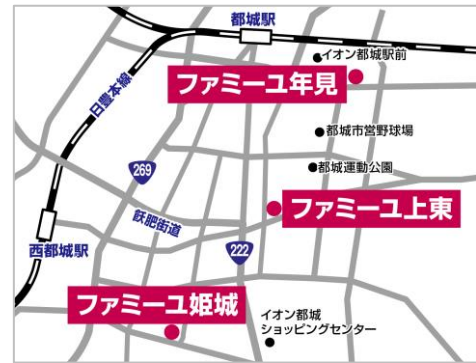 都城駅
イオン都城駅前
ファミーユ年見
日豊本線
都城市営野球場
都城運動公園
269
ファミーユ上東
飫肥街道
西都城駅
222
ファミーユ姫城
イオン都城
ショッピングセンター